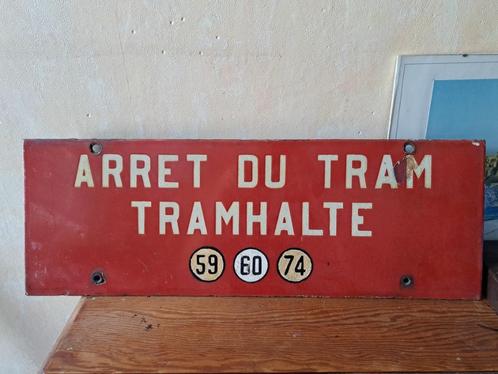 ARRET DU TRAM
TRAMHALTE
59 60 74